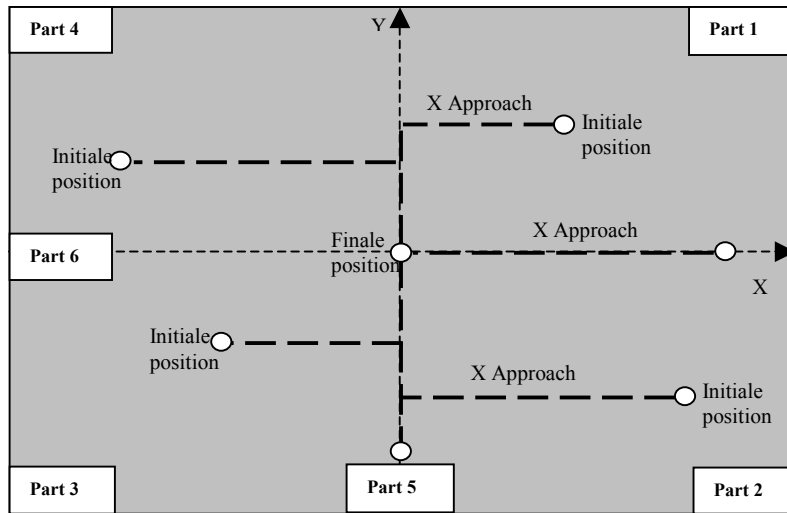 Part 4
Y
Part 1
X Approach
Initiale
position
Initiale
position
Finale
position
X Approach
Part 6
X
Initiale
position
X Approach
Initiale
position
Part 3
Part 5
Part 2